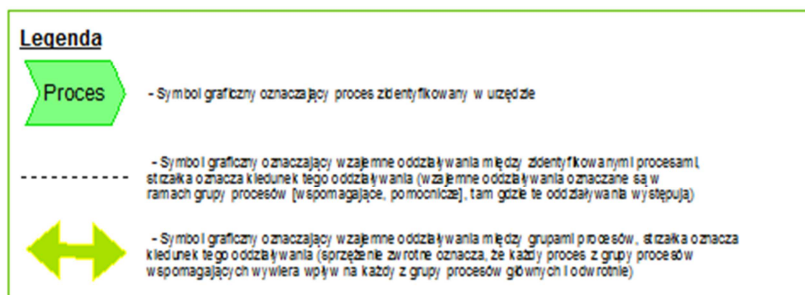 Legenda
Proces
- Symbol graficzny oznaczający proces zidentyfikowany w urzędzie
- Symbol graficzny oznaczający wzajemne oddziaływania między zidentyfikowanymi procesami,
strzałka oznacza kiedunek tego oddziaływania (wzajemne oddziaływania oznaczane są w
ramach grupy procesów [wspomagające, pomocnicze], tam gdzie te oddziaływania występują)
- Symbol graficzny oznaczający wzajemne oddziaływania między grupami procesów, strzałka oznacza
kiedunek tego oddziaływania (sprzężenie zwrotne oznacza, że każdy proces z grupy procesów
wspomagających wywiera wpływ na każdy z grupy procesów głównych i odwrotnie)